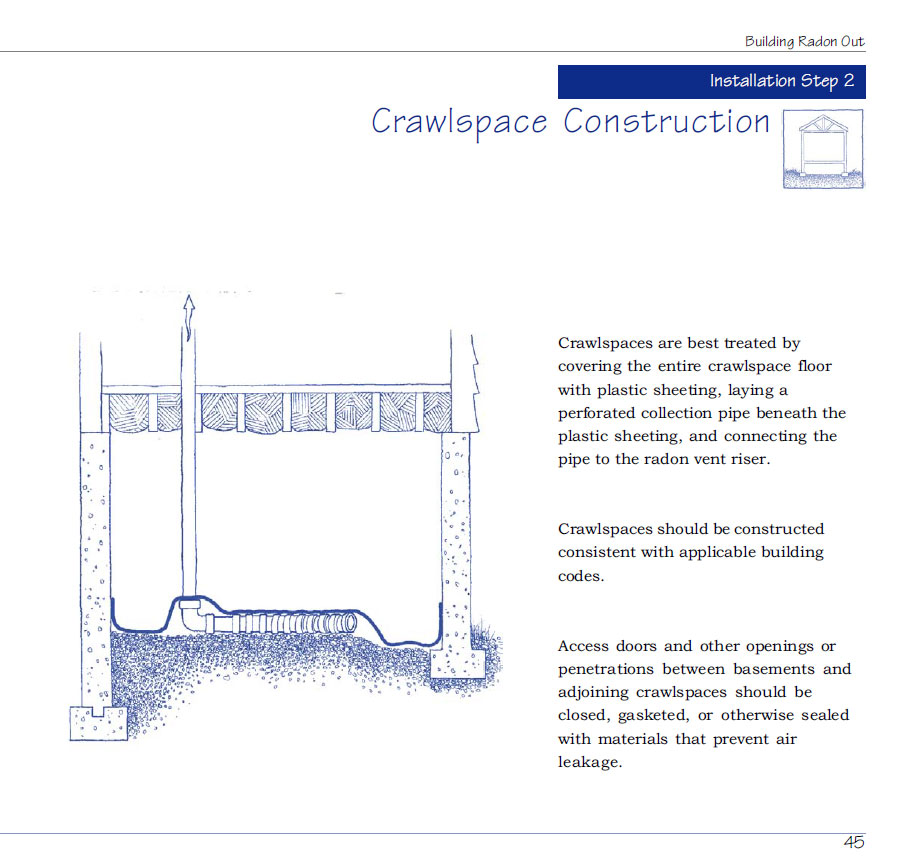 Building Radon Out
Installation Step 2
Crawlspace Construction
Crawlspaces are best treated by
covering the entire crawlspace floor
with plastic sheeting, laying a
perforated collection pipe beneath the
plastic sheeting, and connecting the
pipe to the radon vent riser.
Crawlspaces should be constructed
consistent with applicable building
codes.
Access doors and other openings or
penetrations between basements and
adjoining crawlspaces should be
closed, gasketed, or otherwise sealed
with materials that prevent air
leakage.
45